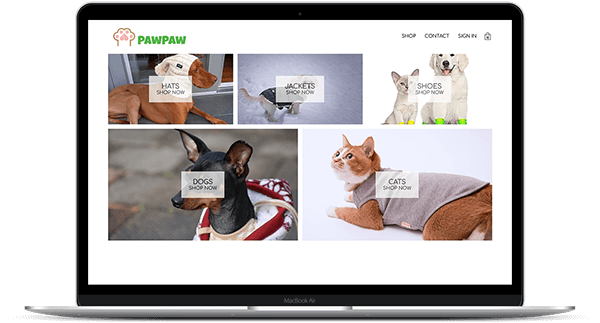 PAWPAW
SHOP
CONTACT
SIGN IN
HATS
SHOP NOW
JACKETS
SHOP NOW
SHOES
SHOP NOW
DOGS
SHOP NOW
CATS
SHOP NOW
MacBook Air